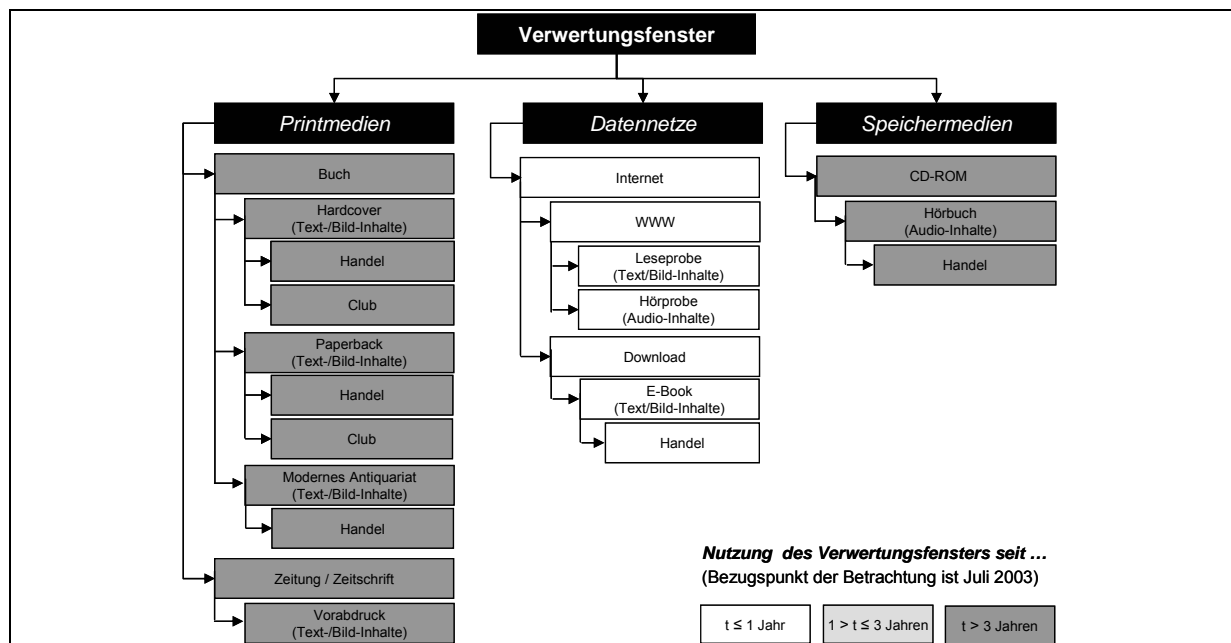 Verwertungsfenster
Printmedien
Buch
Hardcover
(Text-/Bild-Inhalte)
Handel
Club
Paperback
(Text-/Bild-Inhalte)
Handel
Club
Modernes Antiquariat
(Text-/Bild-Inhalte)
Handel
Zeitung / Zeitschrift
Vorabdruck
(Text-/Bild-Inhalte)
Datennetze
Internet
WWW
Leseprobe
(Text/Bild-Inhalte)
Hörprobe
(Audio-Inhalte)
Download
E-Book
(Text/Bild-Inhalte)
Handel
Speichermedien
CD-ROM
Hörbuch
(Audio-Inhalte)
Handel
Nutzung des Verwertungsfensters seit ...
(Bezugspunkt der Betrachtung ist Juli 2003)
t ≤ 1 Jahr
1 > t ≤ 3 Jahren
t > 3 Jahren